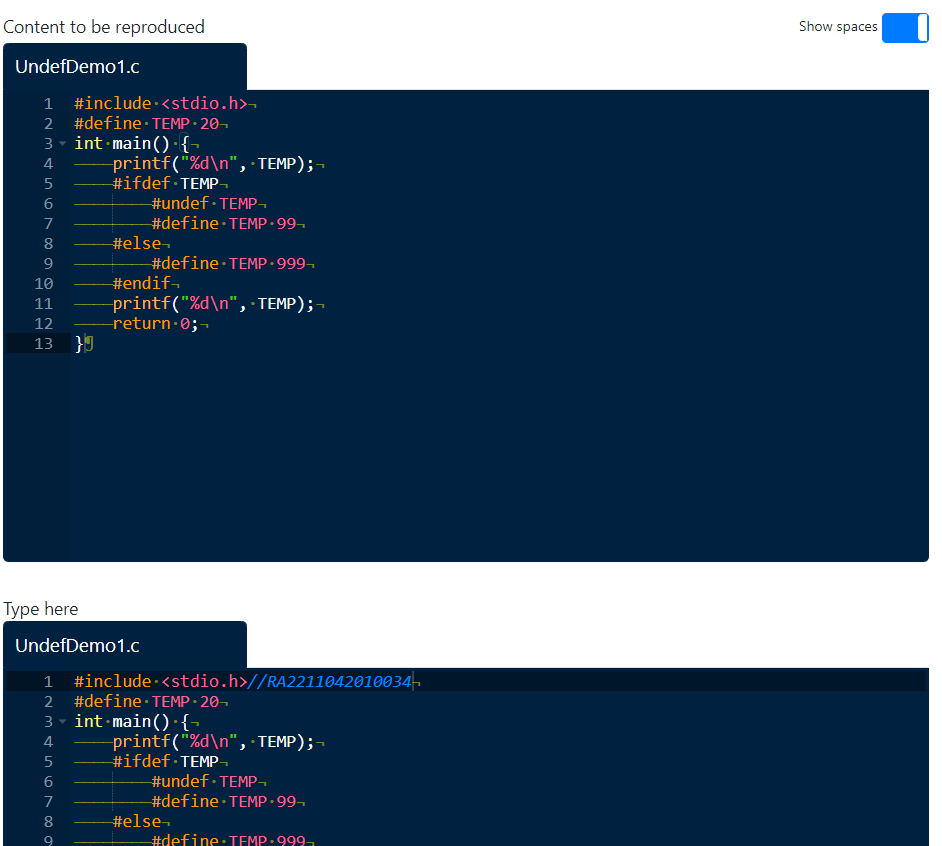 Content to be reproduced
Show spaces
UndefDemo1.c
1 #include <stdio.h>
2 #define TEMP 20
3 int main() {
4     printf("%d\n", TEMP);
5     #ifdef TEMP
6         #undef TEMP
7         #define TEMP 99
8     #else
9         #define TEMP 999
10     #endif
11     printf("%d\n", TEMP);
12     return 0;
13 }
Type here
UndefDemo1.c
1 #include <stdio.h>//RA2211042010034
2 #define TEMP 20
3 int main() {
4     printf("%d\n", TEMP);
5     #ifdef TEMP
6         #undef TEMP
7         #define TEMP 99
8     #else
9         #define TEMP 999